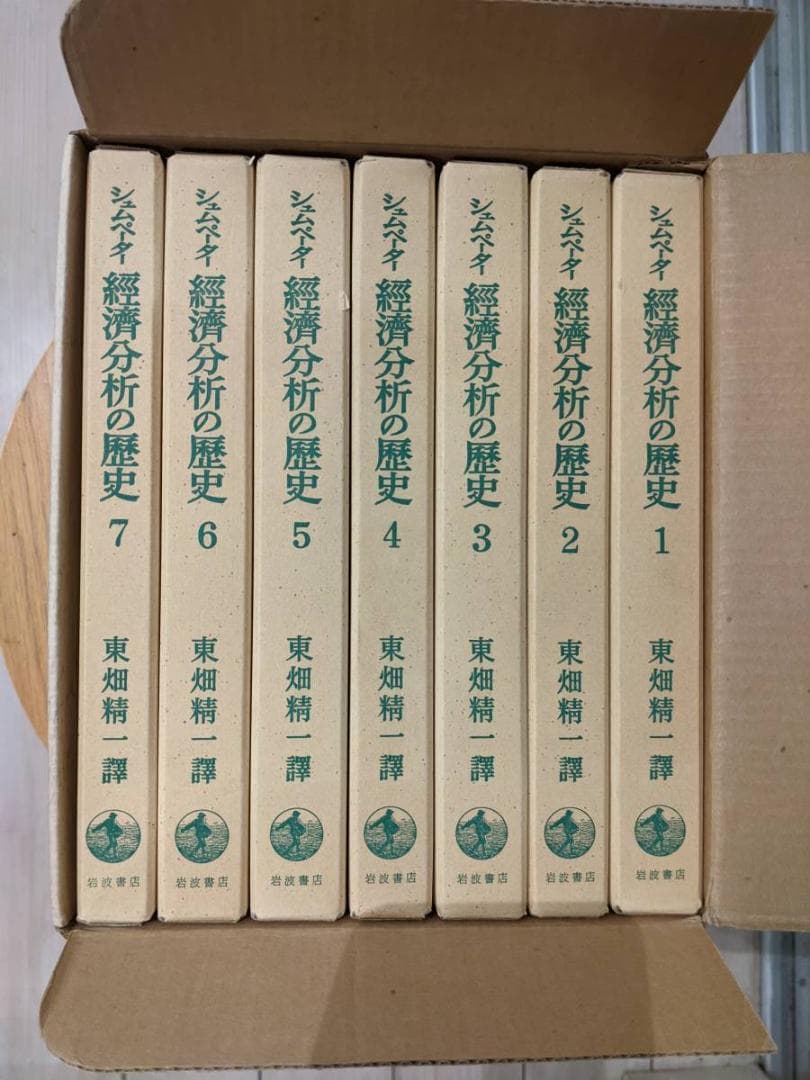 シュムペーター 經濟分析の歴史 7 東畑精一譯
岩波書店
シュムペーター 經濟分析の歴史 6 東畑精一譯
岩波書店
シュムペーター 經濟分析の歴史 5 東畑精一譯
岩波書店
シュムペーター 經濟分析の歴史 4 東畑精一譯
岩波書店
シュムペーター 經濟分析の歴史 3 東畑精一譯
岩波書店
シュムペーター 經濟分析の歴史 2 東畑精一譯
岩波書店
シュムペーター 經濟分析の歴史 1 東畑精一譯
岩波書店